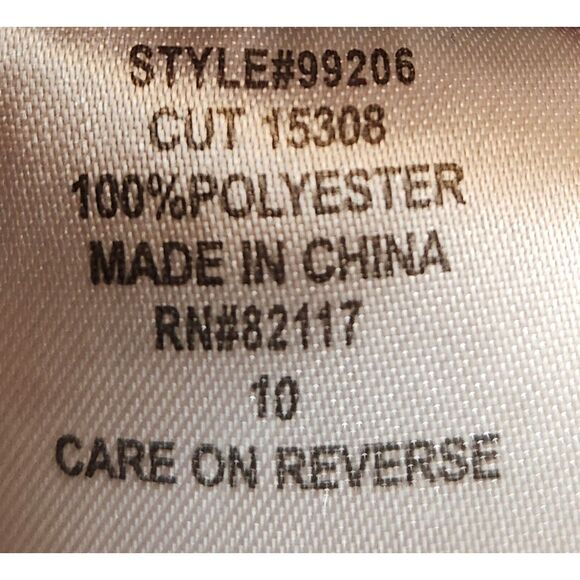 STYLE#99206
CUT 15308
100%POLYESTER
MADE IN CHINA
RN#82117
10
CARE ON REVERSE